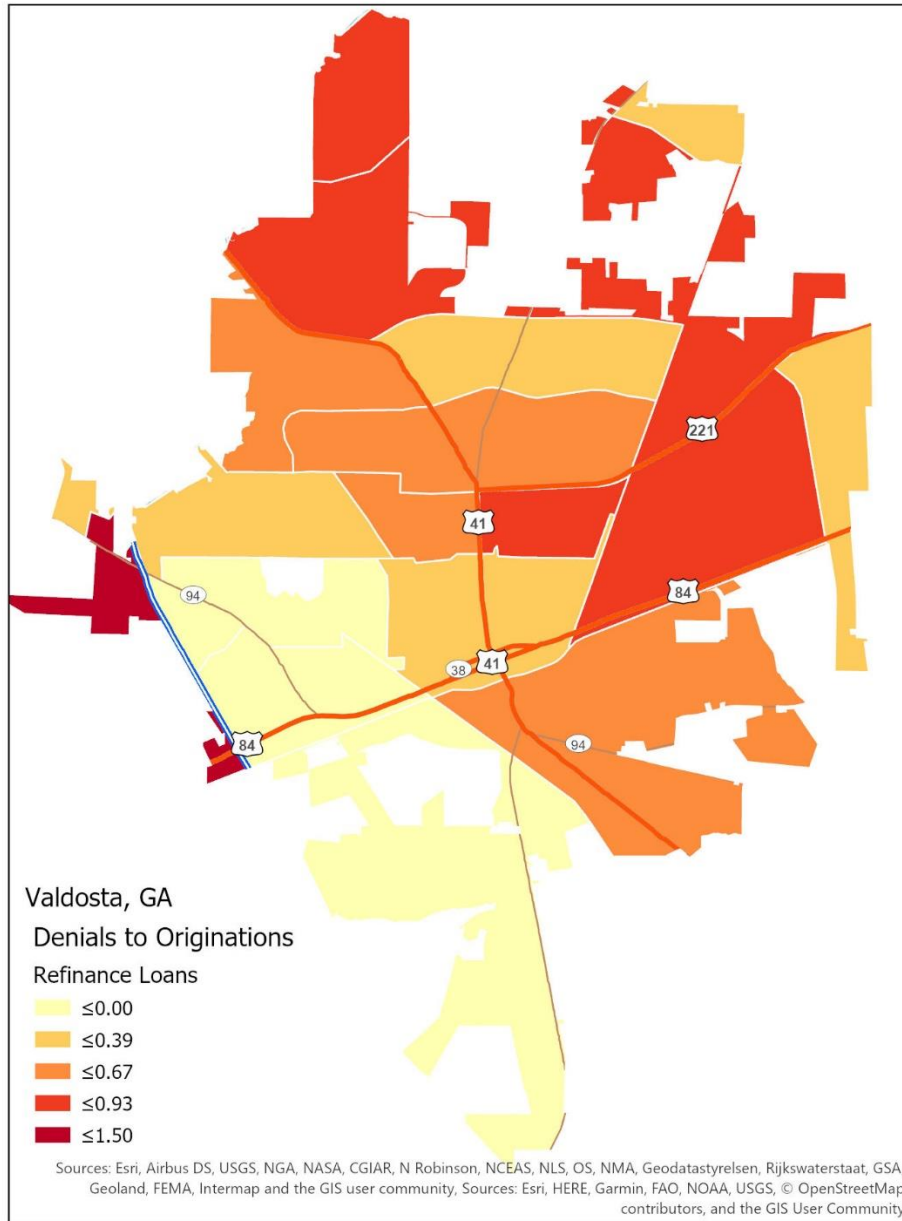 221
41
94
84
41
38
94
84
Valdosta, GA
Denials to Originations
Refinance Loans
≤0.00
≤0.39
≤0.67
≤0.93
≤1.50
Sources: Esri, Airbus DS, USGS, NGA, NASA, CGIAR, N Robinson, NCEAS, NLS, OS, NMA, Geodatastyrelsen, Rijkswaterstaat, GSA,
Geoland, FEMA, Intermap and the GIS user community, Sources: Esri, HERE, Garmin, FAO, NOAA, USGS, © OpenStreetMap
contributors, and the GIS User Community